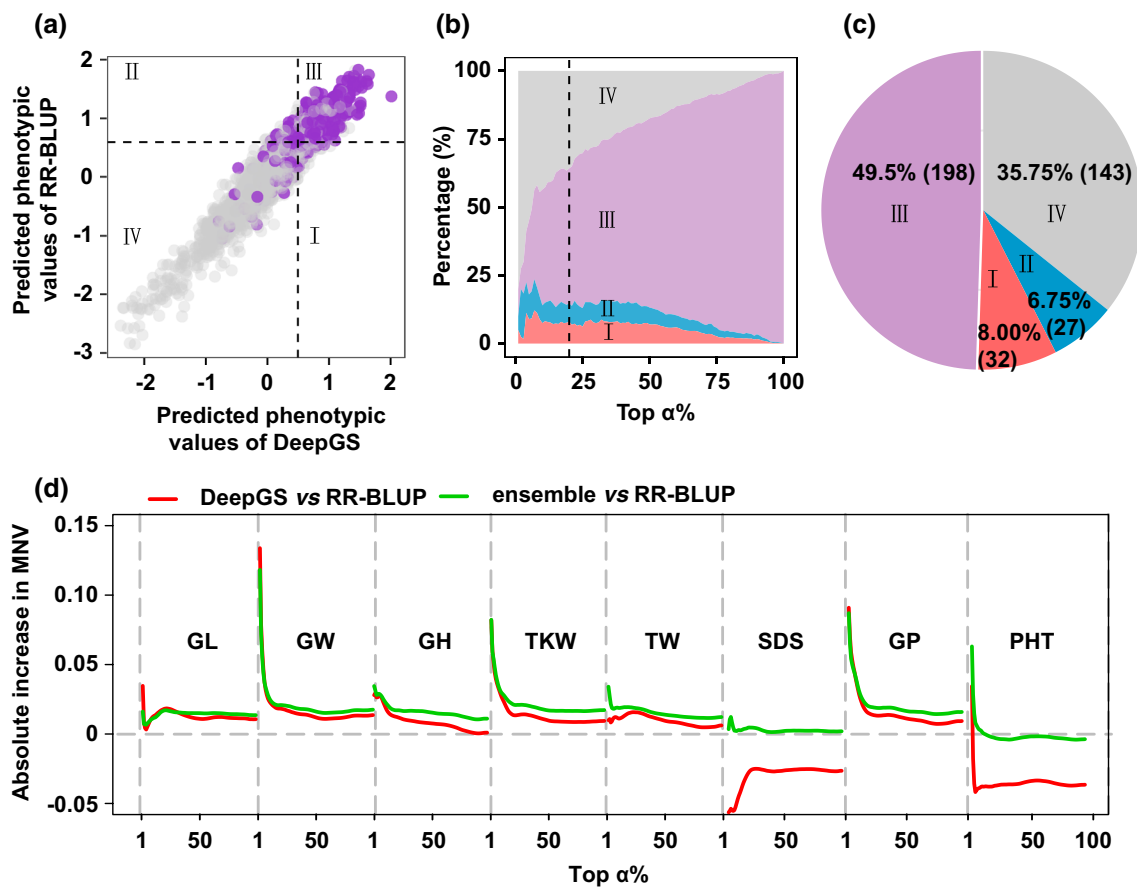 (a)
2
1
0
-1
-2
-3
Predicted phenotypic
values of RR-BLUP
II
III
IV
I
-2
-1
0
1
2
Predicted phenotypic
values of DeepGS
(b)
100
75
50
25
0
Percentage (%)
IV
III
II
I
0
25
50
75
100
Top α%
(c)
49.5% (198)
III
35.75% (143)
IV
II
6.75%
(27)
I
8.00%
(32)
(d)
DeepGS vs RR-BLUP
ensemble vs RR-BLUP
Absolute increase in MNV
0.15
0.10
0.05
0
-0.05
GL
GW
GH
TKW
TW
SDS
GP
PHT
1
50
1
50
1
50
1
50
1
50
1
50
1
50
1
50
100
Top α%